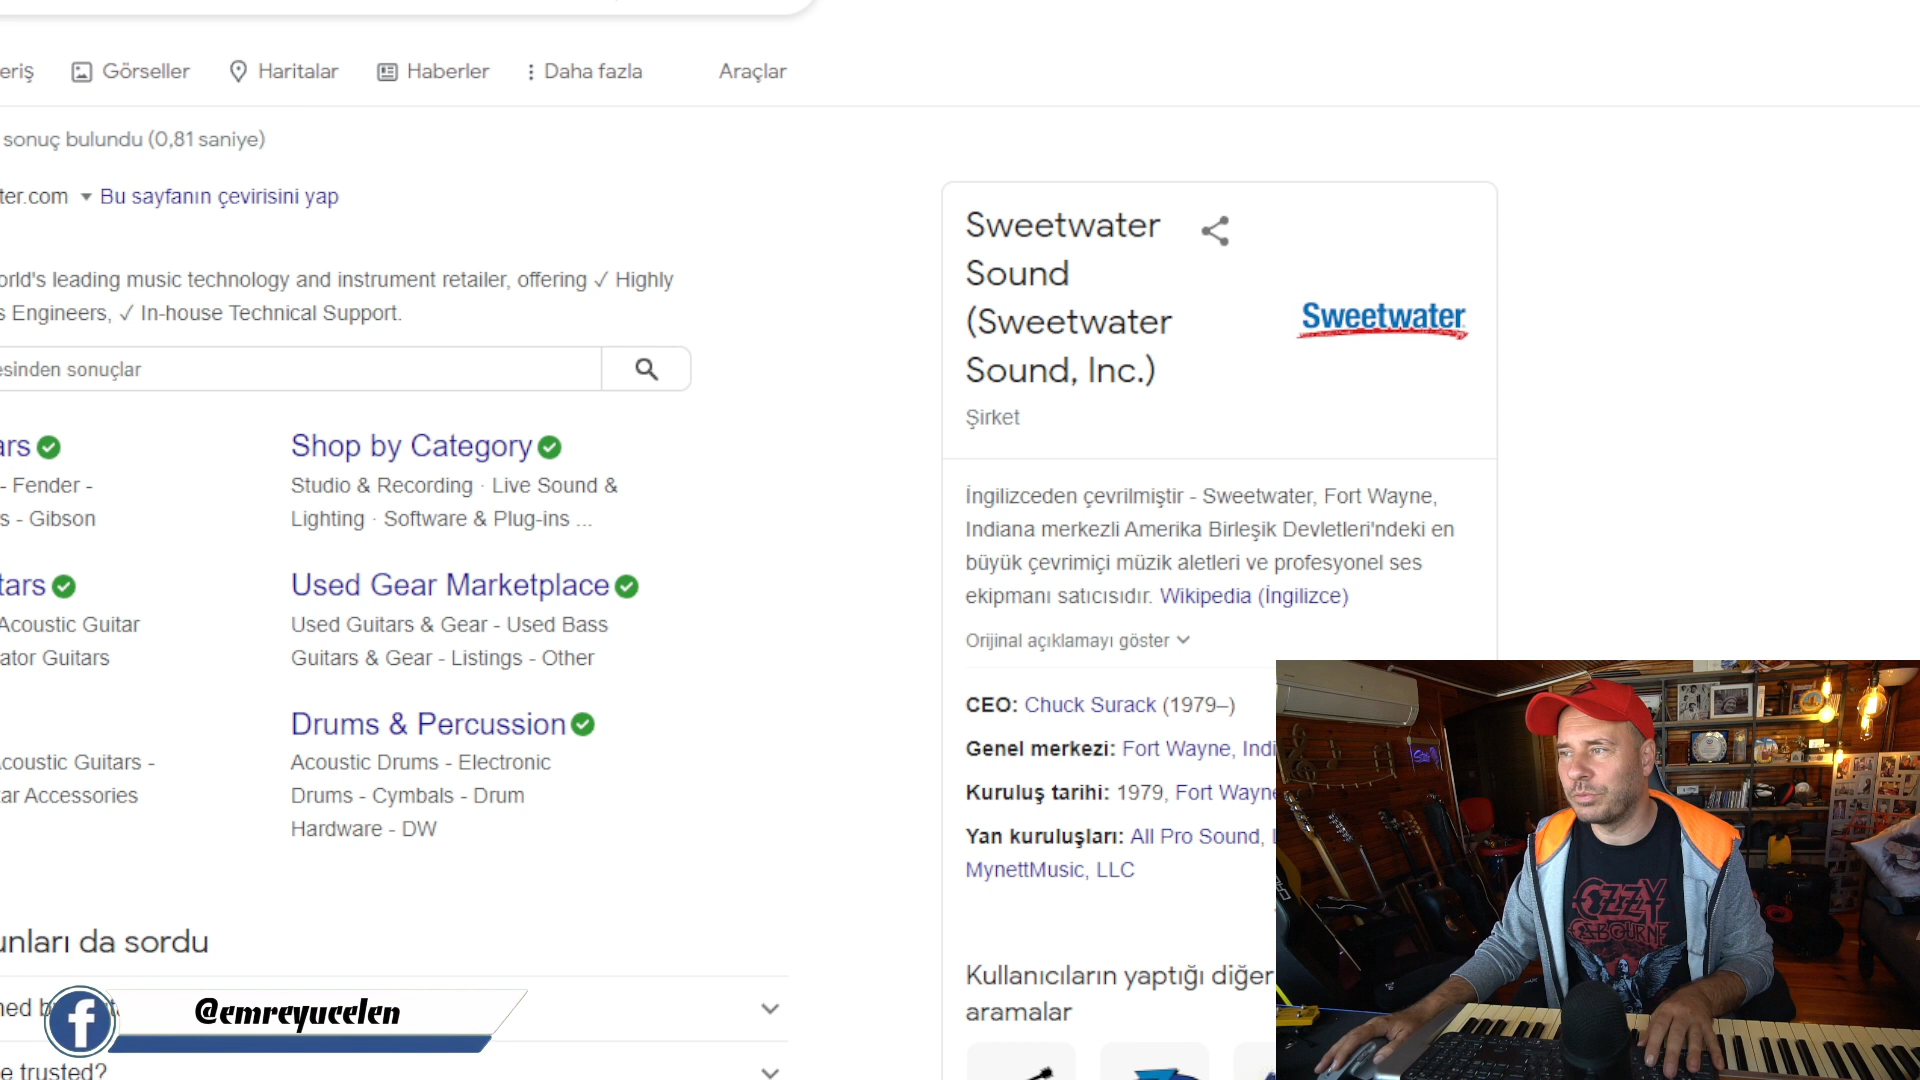 eriş Görseller Haritalar Haberler Daha fazla Araçlar
sonuç bulundu (0,81 saniye)
ter.com Bu sayfanın çevirisini yap
orld's leading music technology and instrument retailer, offering ✓ Highly
s Engineers, ✓ In-house Technical Support.
esinden sonuçlar
ars
- Fender -
s - Gibson
Shop by Category
Studio & Recording · Live Sound &
Lighting · Software & Plug-ins ...
tars
Acoustic Guitar
ator Guitars
Used Gear Marketplace
Used Guitars & Gear - Used Bass
Guitars & Gear - Listings - Other
coustic Guitars -
ar Accessories
Drums & Percussion
Acoustic Drums - Electronic
Drums - Cymbals - Drum
Hardware - DW
unları da sordu
@emreyucelen
e trusted?
Sweetwater
Sound
(Sweetwater
Sound, Inc.)
Şirket
Sweetwater
İngilizceden çevrilmiştir - Sweetwater, Fort Wayne,
Indiana merkezli Amerika Birleşik Devletleri'ndeki en
büyük çevrimiçi müzik aletleri ve profesyonel ses
ekipmanı satıcısıdır. Wikipedia (İngilizce)
Orijinal açıklamayı göster
CEO: Chuck Surack (1979–)
Genel merkezi: Fort Wayne, Indi
Kuruluş tarihi: 1979, Fort Wayne
Yan kuruluşları: All Pro Sound,
MynettMusic, LLC
Kullanıcıların yaptığı diğer
aramalar
OZZY
OSBOURNE